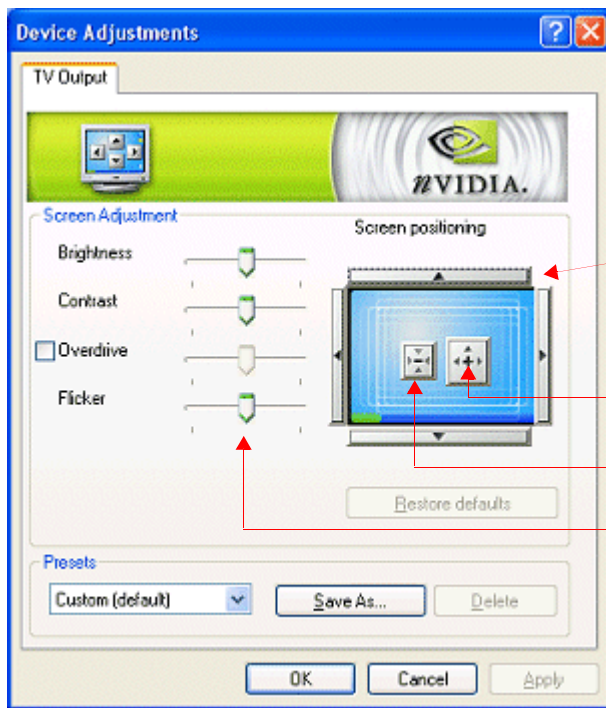 Device Adjustments
TV Output
nVIDIA.
Screen Adjustment
Screen positioning
Brightness
Contrast
Overdrive
Flicker
Restore defaults
Presets
Custom (default)
Save As...
Delete
OK
Cancel
Apply